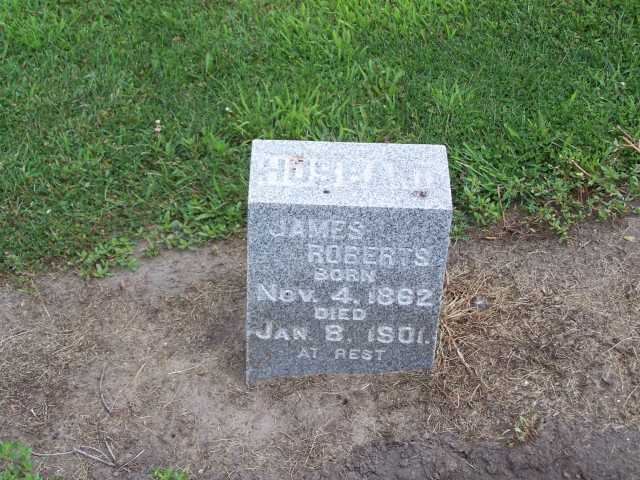 HUSBAND
JAMES
ROBERTS
BORN
NOV. 4, 1862
DIED
JAN. 8, 1901.
AT REST